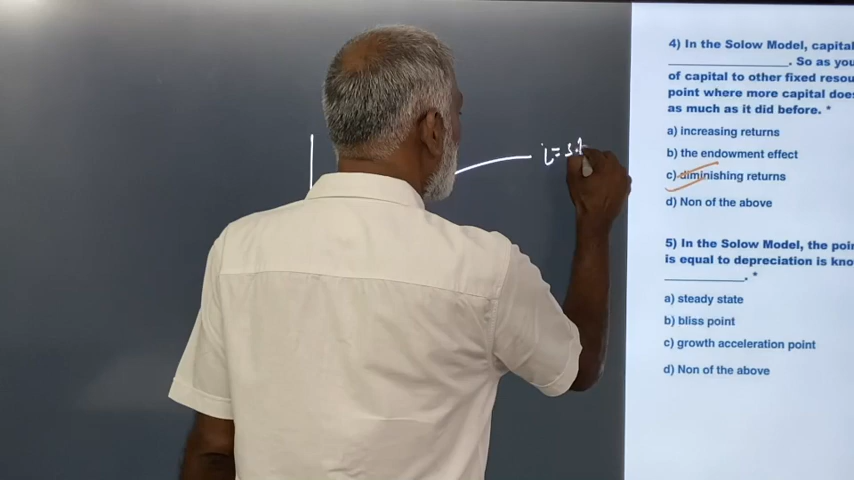 i = s.f
4) In the Solow Model, capital
____________. So as you
of capital to other fixed resou
point where more capital does
as much as it did before. *
a) increasing returns
b) the endowment effect
c) diminishing returns
d) Non of the above
5) In the Solow Model, the poin
is equal to depreciation is kno
____________. *
a) steady state
b) bliss point
c) growth acceleration point
d) Non of the above